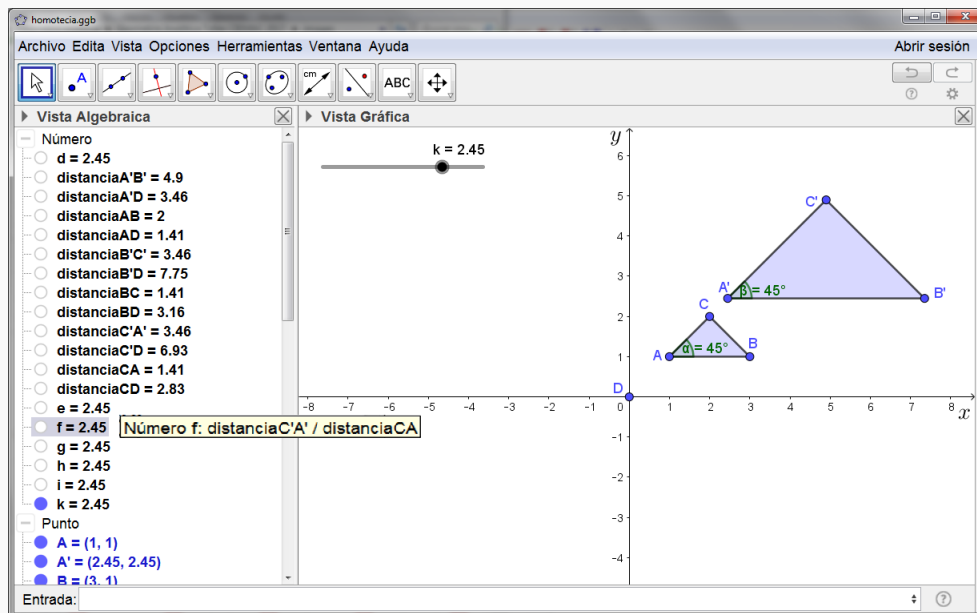 homotecia.ggb
Archivo Edita Vista Opciones Herramientas Ventana Ayuda Abrir sesión
A cm ABC
Vista Algebraica
Vista Gráfica
Número
d = 2.45
distanciaA'B' = 4.9
distanciaA'D = 3.46
distanciaAB = 2
distanciaAD = 1.41
distanciaB'C' = 3.46
distanciaB'D = 7.75
distanciaBC = 1.41
distanciaBD = 3.16
distanciaC'A' = 3.46
distanciaC'D = 6.93
distanciaCA = 1.41
distanciaCD = 2.83
e = 2.45
f = 2.45
Número f: distanciaC'A' / distanciaCA
g = 2.45
h = 2.45
i = 2.45
k = 2.45
Punto
A = (1, 1)
A' = (2.45, 2.45)
B = (3, 1)
k = 2.45
y
6
5
C'
4
3
A' β = 45° B'
C
2
A α = 45° B
1
D
-8 -7 -6 -5 -4 -3 -2 -1 0 1 2 3 4 5 6 7 8 x
-1
-2
-3
-4
Entrada: